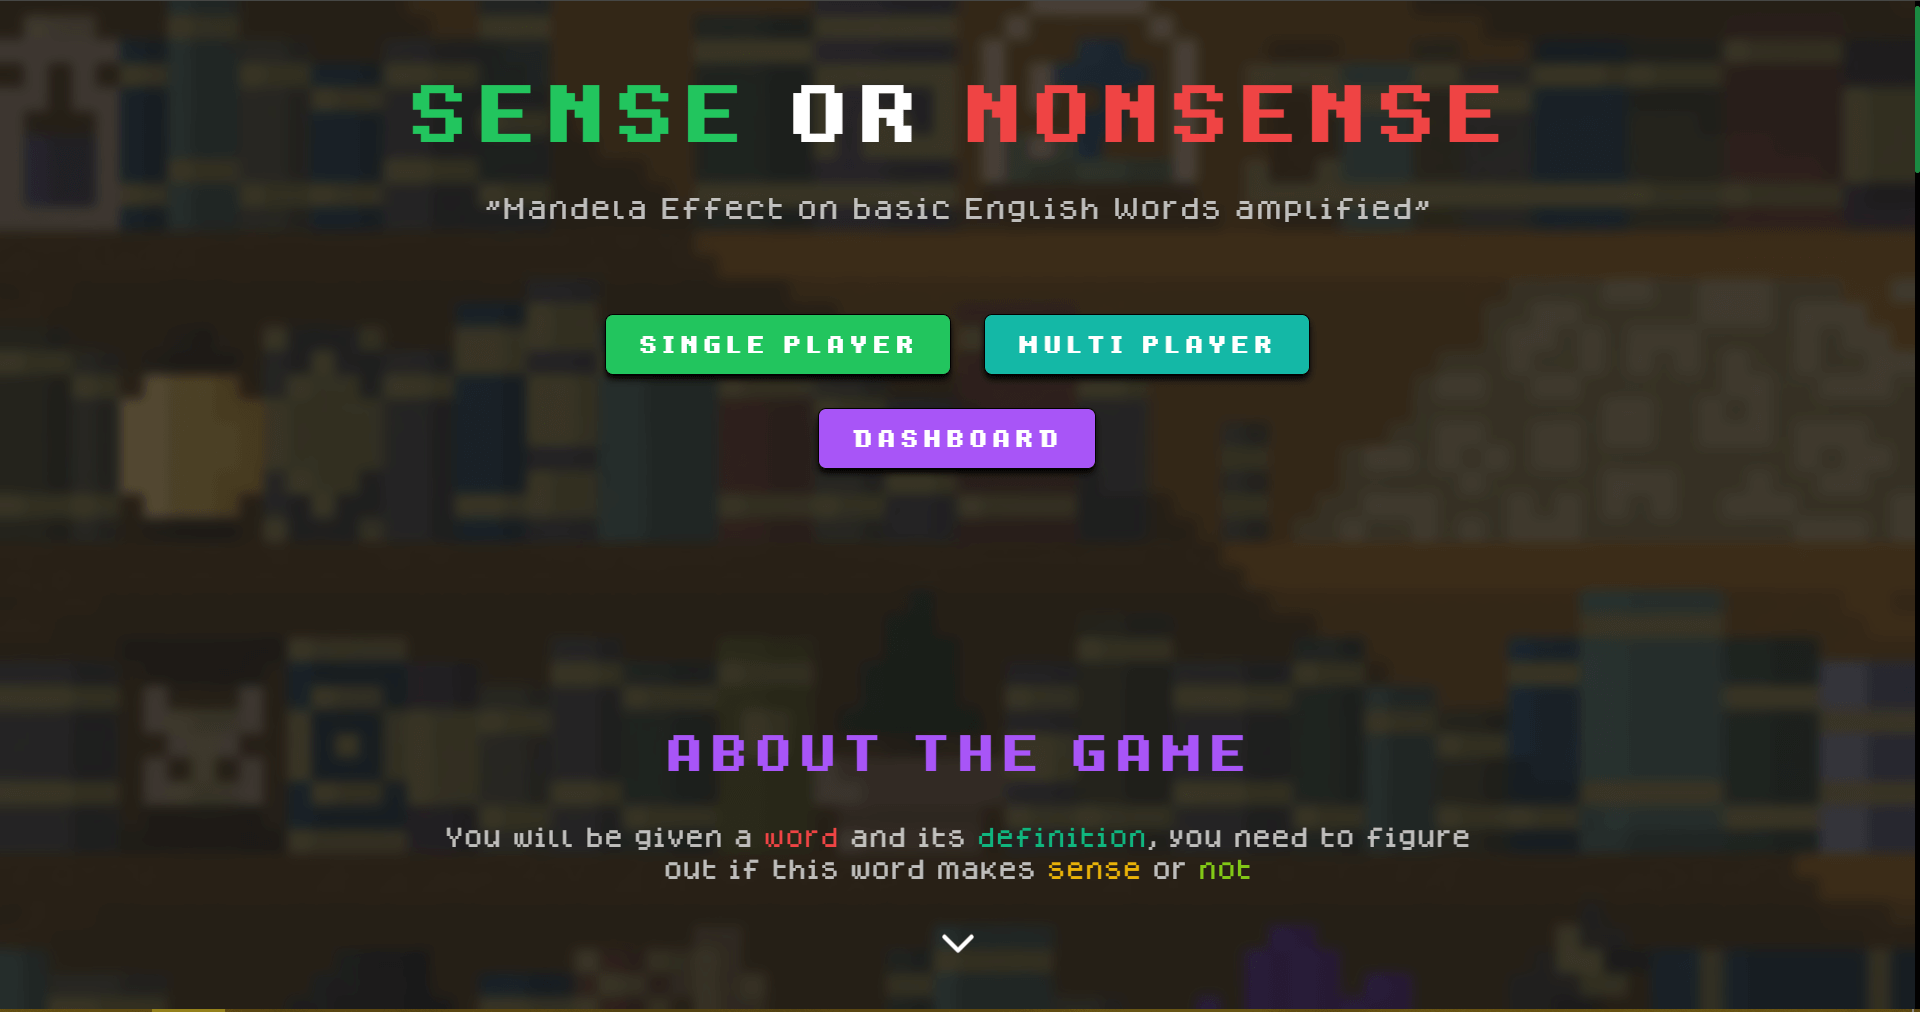 SENSE OR NONSENSE
"Mandela Effect on basic English Words amplified"
SINGLE PLAYER
MULTI PLAYER
DASHBOARD
ABOUT THE GAME
You will be given a word and its definition, you need to figure
out if this word makes sense or not